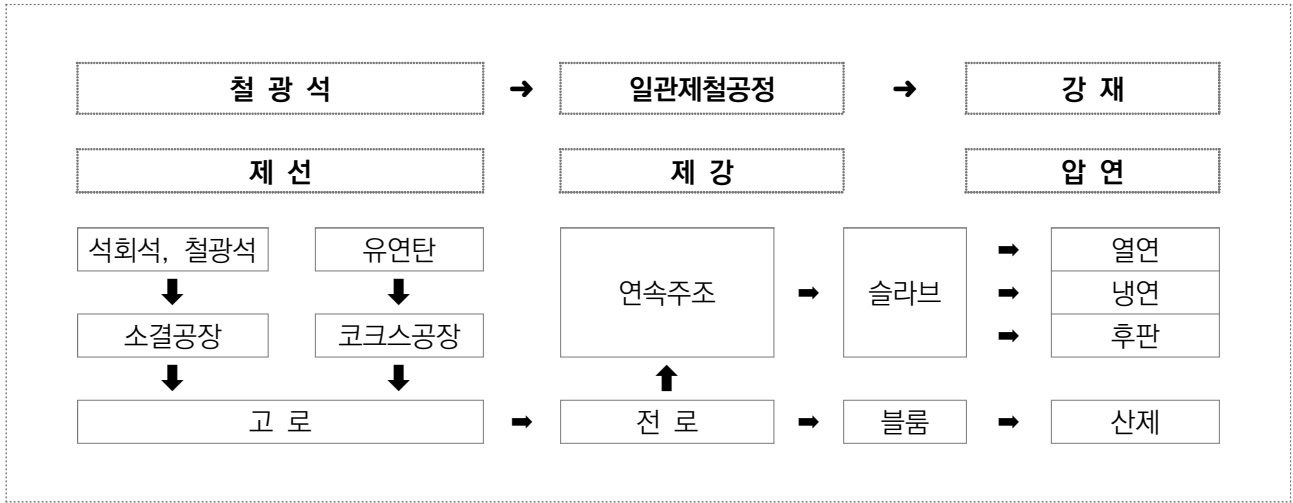 철 광 석 → 일관제철공정 → 강 재
제 선 제 강 압 연
석회석, 철광석 유연탄 열연
연속주조 슬라브 냉연
소결공장 코크스공장 후판
고 로 전 로 블룸 산제